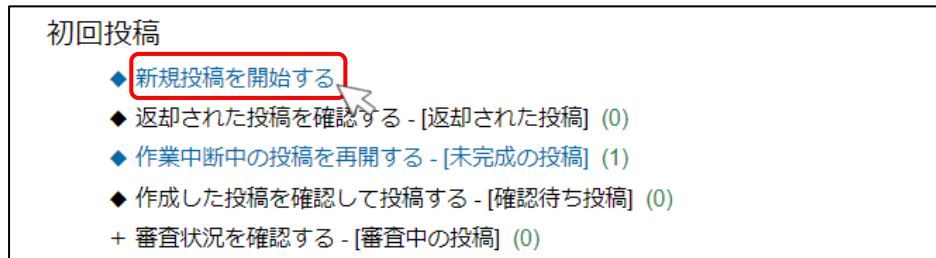 初回投稿
◆ 新規投稿を開始する
◆ 返却された投稿を確認する - [返却された投稿] (0)
◆ 作業中断中の投稿を再開する - [未完成の投稿] (1)
◆ 作成した投稿を確認して投稿する - [確認待ち投稿] (0)
+ 審査状況を確認する - [審査中の投稿] (0)